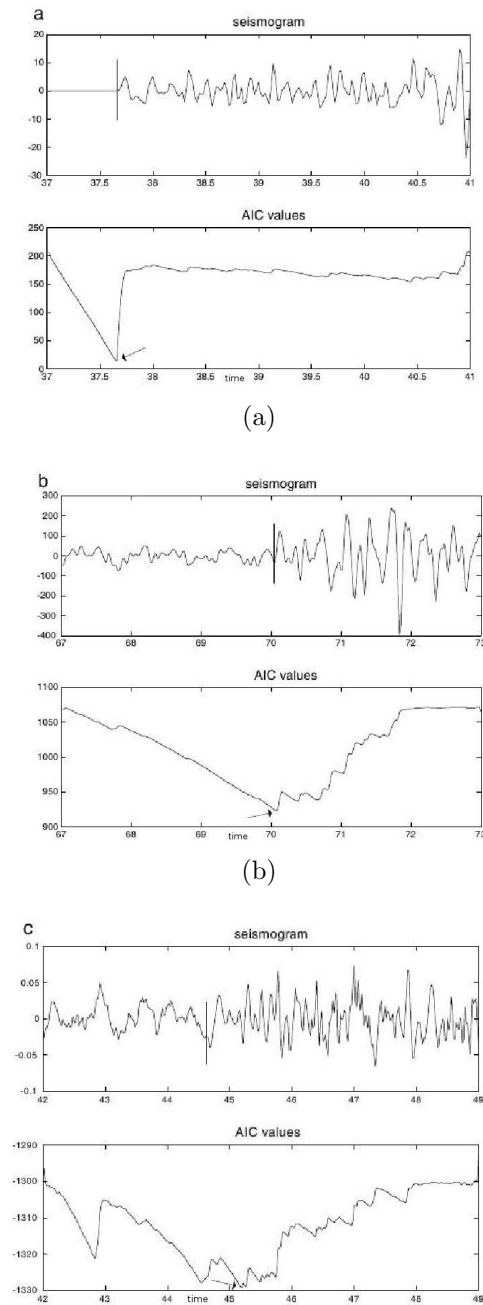 a
seismogram
20
10
0
-10
-20
-30
37 37.5 38 38.5 39 39.5 40 40.5 41
AIC values
250
200
150
100
50
0
37 37.5 38 38.5 39 39.5 40 40.5 41
time
(a)
b
seismogram
300
200
100
0
-100
-200
-300
-400
67 68 69 70 71 72 73
AIC values
1100
1050
1000
950
900
67 68 69 70 71 72 73
time
(b)
c
seismogram
0.1
0.05
0
-0.05
-0.1
42 43 44 45 46 47 48 49
AIC values
-1290
-1300
-1310
-1320
-1330
42 43 44 45 46 47 48 49
time
(c)